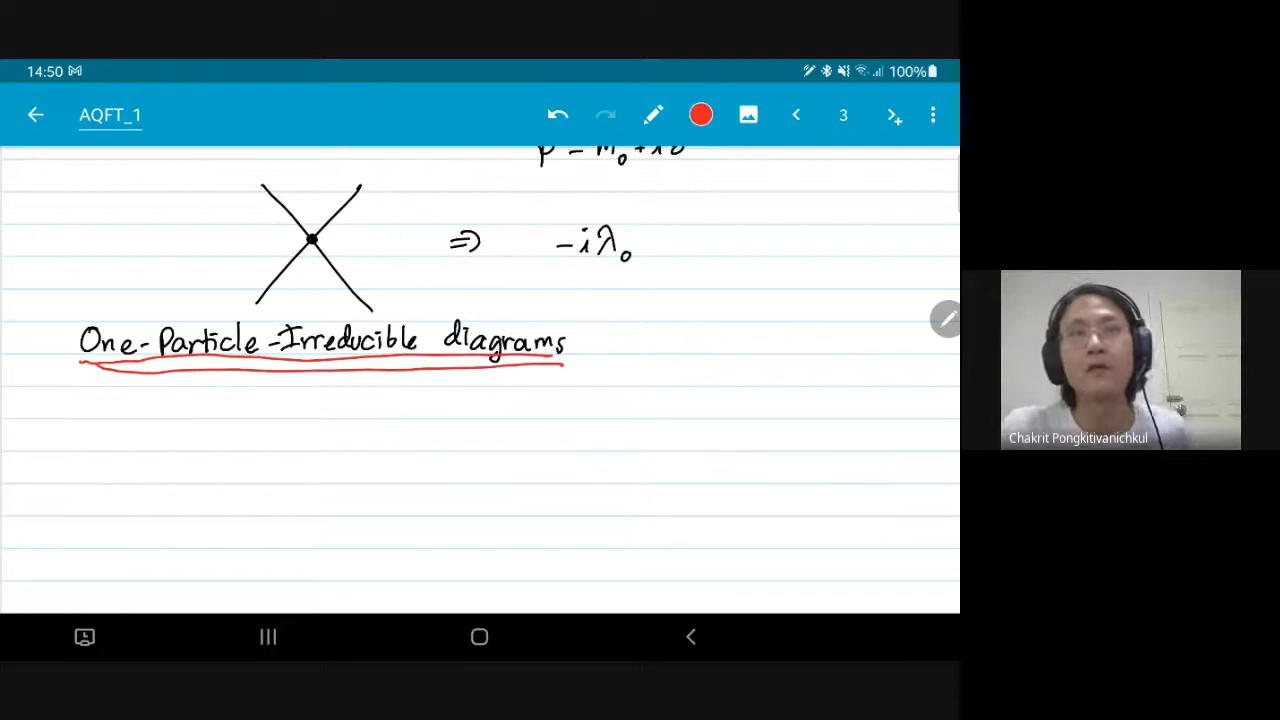 14:50 100%
AQFT_1 3
⇒ -iλ₀
One-Particle-Irreducible diagrams
Chakrit Pongkitivanichkul